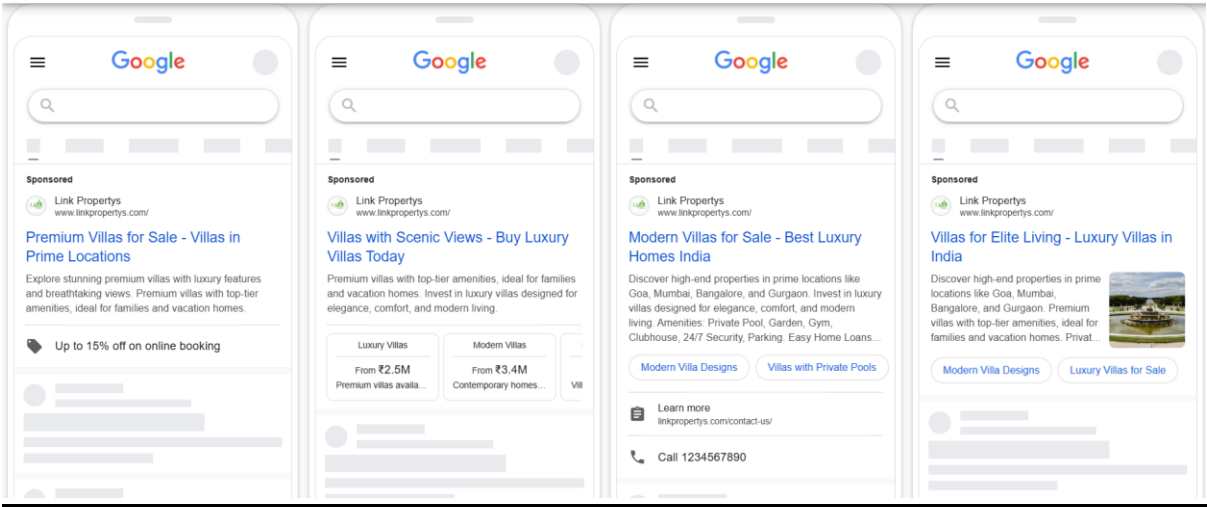 Google
Sponsored
Link Propertys
www.linkpropertys.com/
Premium Villas for Sale - Villas in
Prime Locations
Explore stunning premium villas with luxury features
and breathtaking views. Premium villas with top-tier
amenities, ideal for families and vacation homes.
Up to 15% off on online booking
Google
Sponsored
Link Propertys
www.linkpropertys.com/
Villas with Scenic Views - Buy Luxury
Villas Today
Premium villas with top-tier amenities, ideal for families
and vacation homes. Invest in luxury villas designed for
elegance, comfort, and modern living.
Luxury Villas
From ₹2.5M
Premium villas availa...
Modern Villas
From ₹3.4M
Contemporary homes...
Vill
Google
Sponsored
Link Propertys
www.linkpropertys.com/
Modern Villas for Sale - Best Luxury
Homes India
Discover high-end properties in prime locations like
Goa, Mumbai, Bangalore, and Gurgaon. Invest in luxury
villas designed for elegance, comfort, and modern
living. Amenities: Private Pool, Garden, Gym,
Clubhouse, 24/7 Security, Parking. Easy Home Loans...
Modern Villa Designs
Villas with Private Pools
Learn more
linkpropertys.com/contact-us/
Call 1234567890
Google
Sponsored
Link Propertys
www.linkpropertys.com/
Villas for Elite Living - Luxury Villas in
India
Discover high-end properties in prime
locations like Goa, Mumbai,
Bangalore, and Gurgaon. Premium
villas with top-tier amenities, ideal for
families and vacation homes. Privat...
Modern Villa Designs
Luxury Villas for Sale